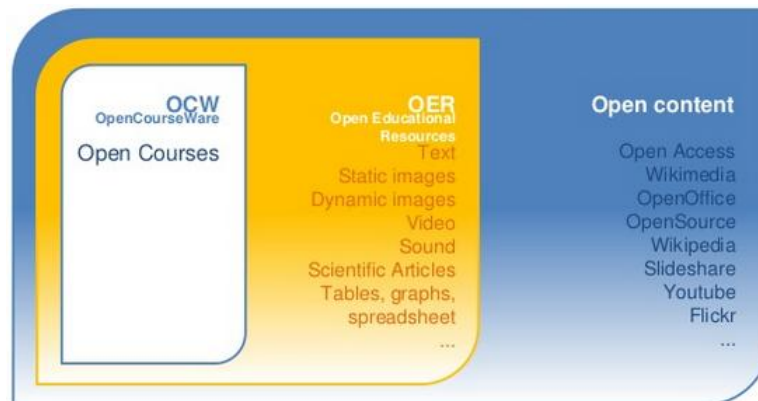 OCW
OpenCourseWare
Open Courses
OER
Open Educational
Resources
Text
Static images
Dynamic images
Video
Sound
Scientific Articles
Tables, graphs,
spreadsheet
...
Open content
Open Access
Wikimedia
OpenOffice
OpenSource
Wikipedia
Slideshare
Youtube
Flickr
...